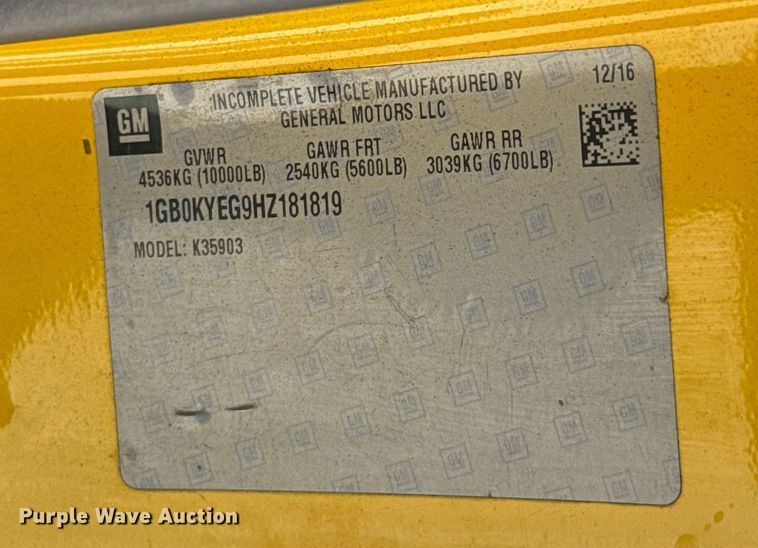 GM
INCOMPLETE VEHICLE MANUFACTURED BY
GENERAL MOTORS LLC
12/16
GVWR GAWR FRT GAWR RR
4536KG (10000LB) 2540KG (5600LB) 3039KG (6700LB)
1GB0KYEG9HZ181819
MODEL: K35903
Purple Wave Auction